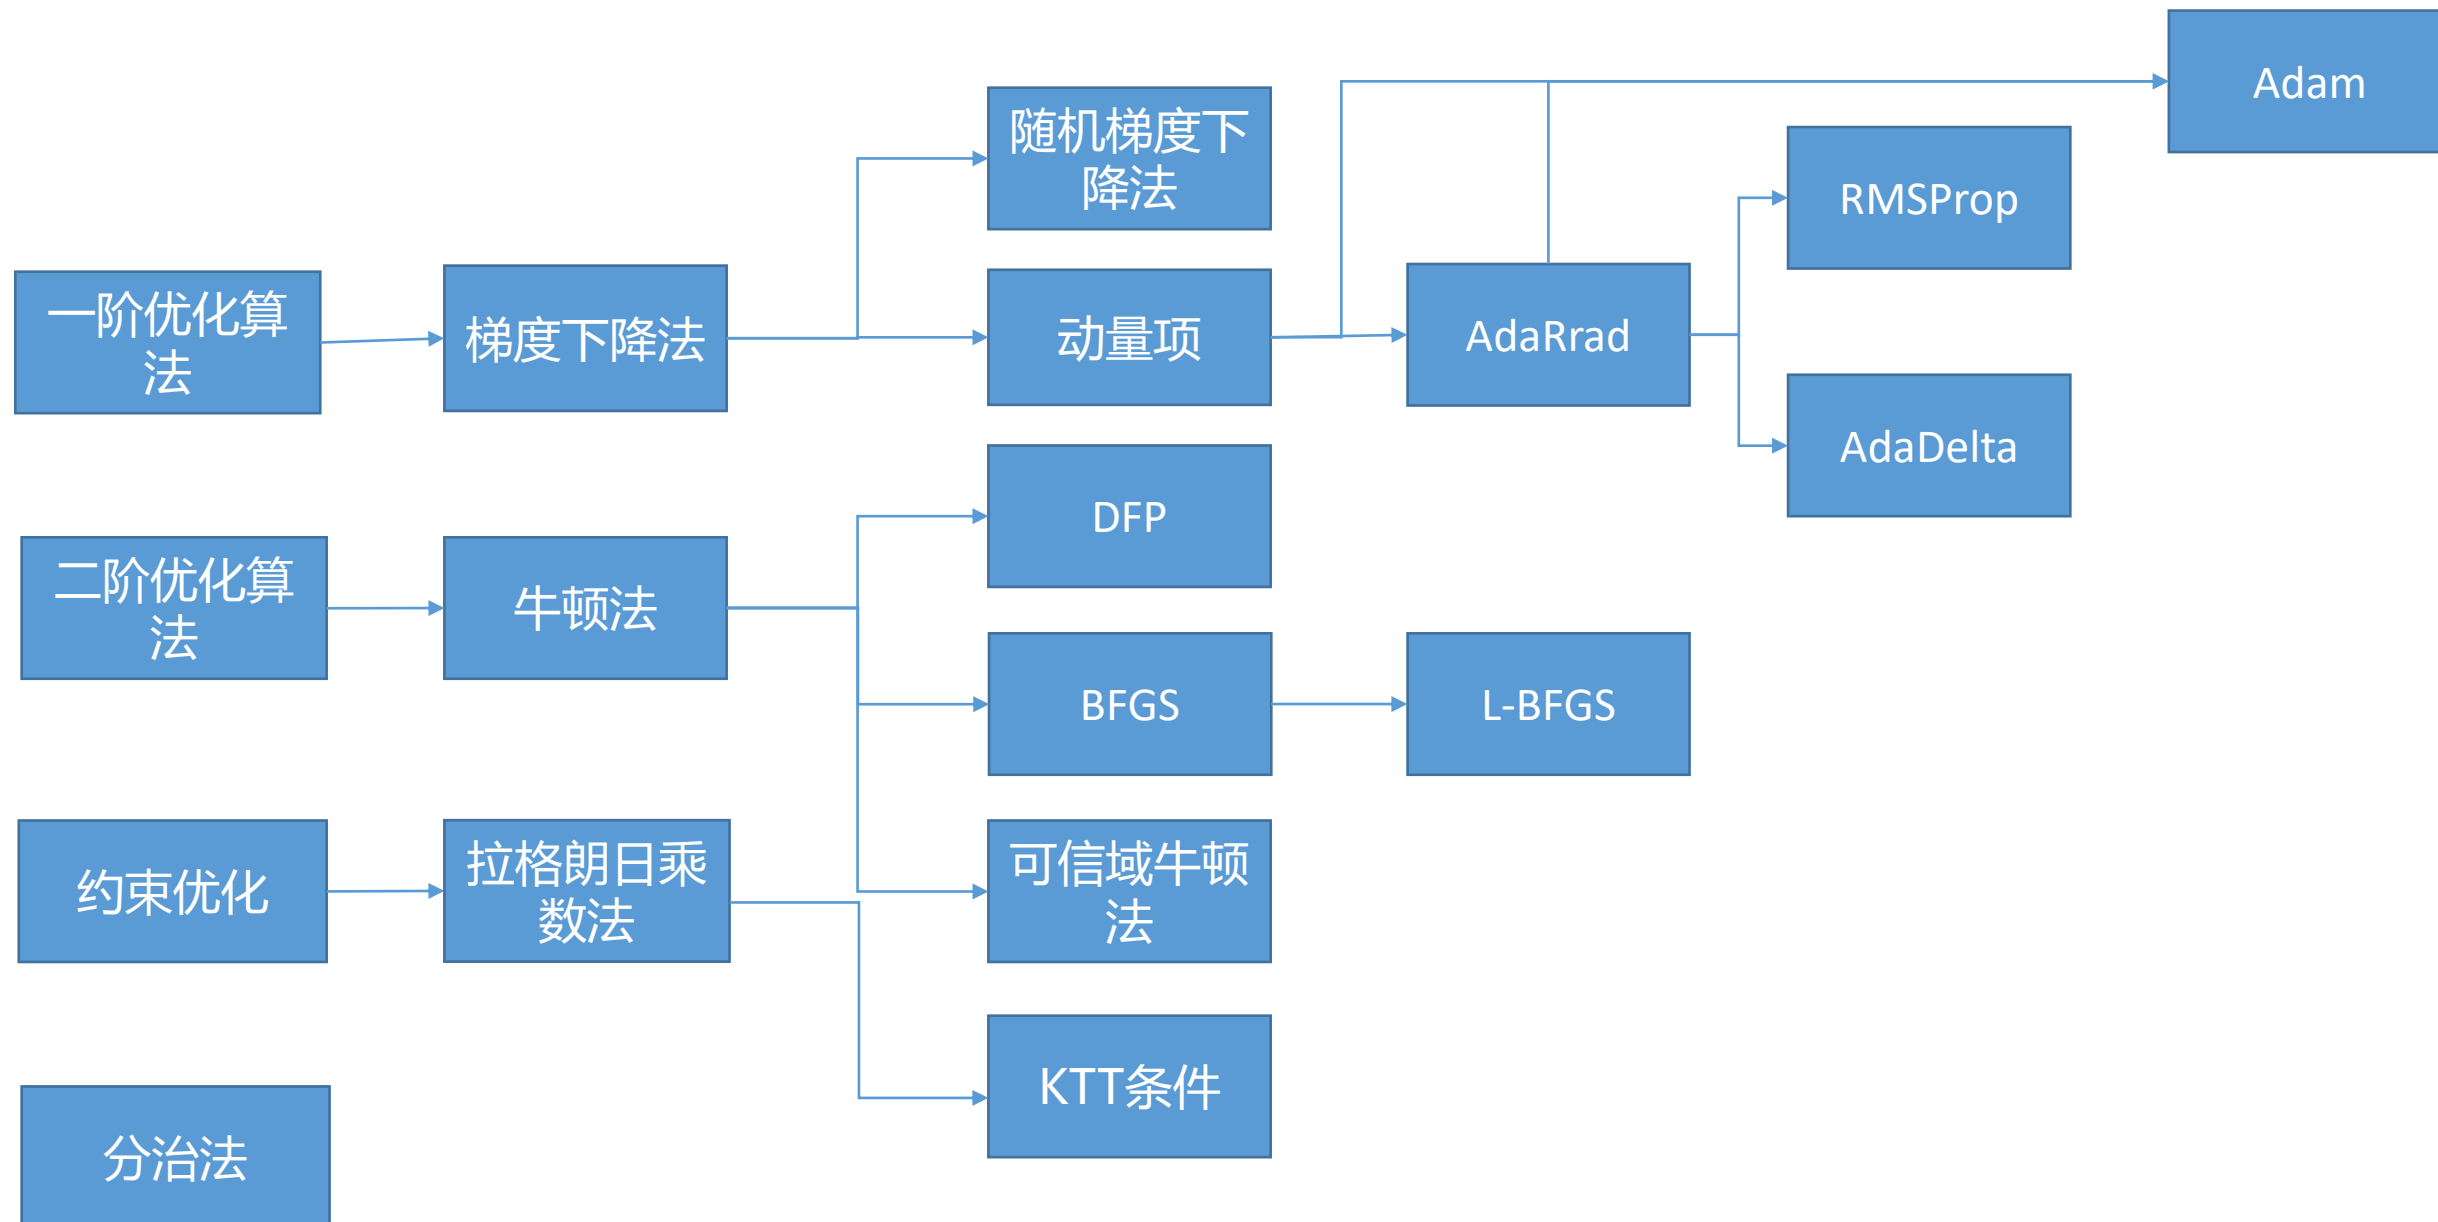 Adam
随机梯度下
降法
RMSProp
一阶优化算
法
梯度下降法
动量项
AdaRrad
AdaDelta
DFP
二阶优化算
法
牛顿法
BFGS
L-BFGS
约束优化
拉格朗日乘
数法
可信域牛顿
法
KTT条件
分治法